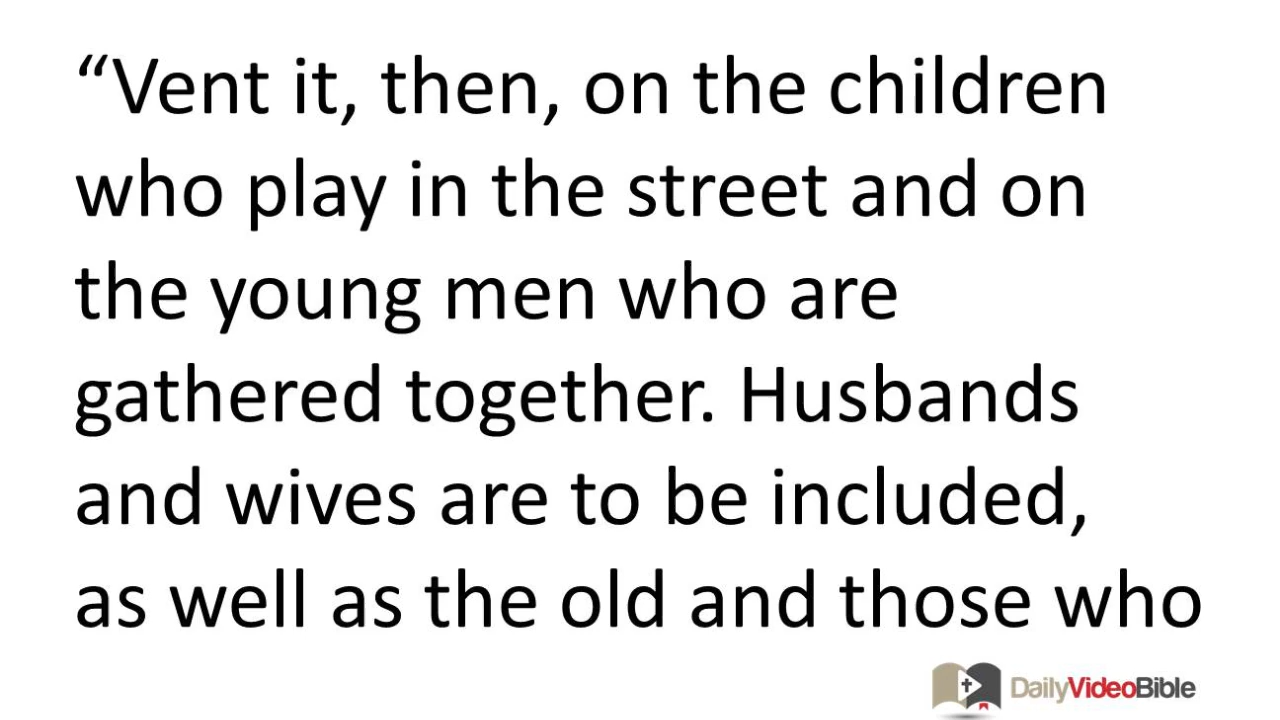 “Vent it, then, on the children
who play in the street and on
the young men who are
gathered together. Husbands
and wives are to be included,
as well as the old and those who
DailyVideoBible